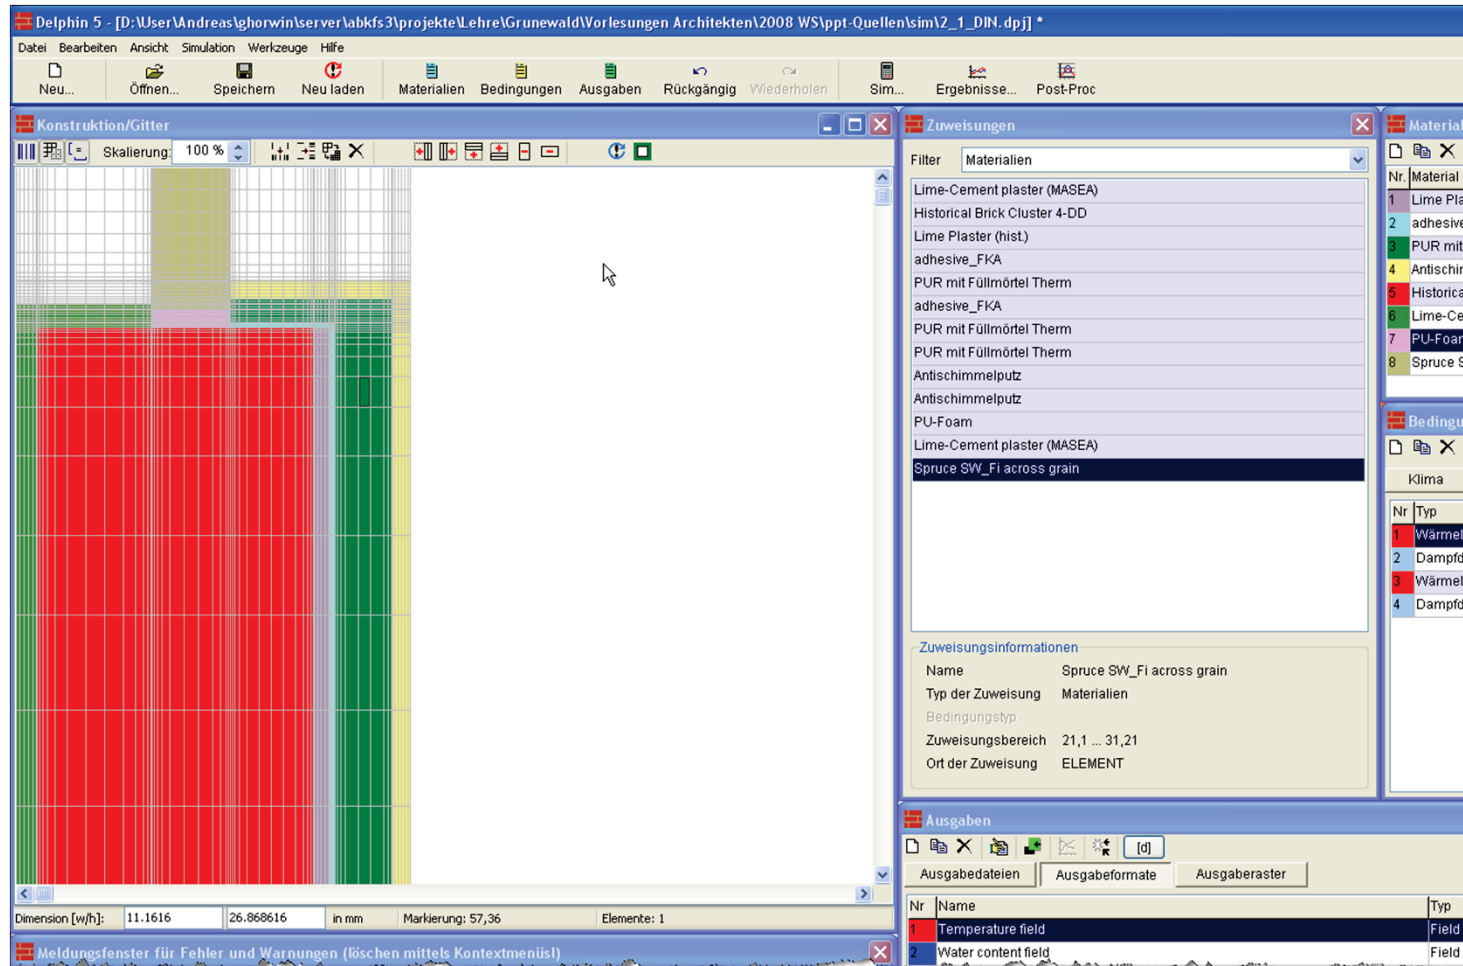 Delphin 5 - [D:\User\Andreas\ghorwin\server\abkfs3\projekte\Lehre\Grunewald\Vorlesungen Architekten\2008 WS\ppt-Quellen\sim\2_1_DIN.dpj] *
Datei Bearbeiten Ansicht Simulation Werkzeuge Hilfe
Neu... Öffnen... Speichern Neu laden Materialien Bedingungen Ausgaben Rückgängig Wiederholen Sim... Ergebnisse... Post-Proc
Konstruktion/Gitter
Skalierung: 100 %
Dimension [w/h]: 11.1616 26.868616 in mm Markierung: 57,36 Elemente: 1
Meldungsfenster für Fehler und Warnungen (löschen mittels Kontextmenüs!)
Zuweisungen
Filter Materialien
Lime-Cement plaster (MASEA)
Historical Brick Cluster 4-DD
Lime Plaster (hist.)
adhesive_FKA
PUR mit Füllmörtel Therm
adhesive_FKA
PUR mit Füllmörtel Therm
PUR mit Füllmörtel Therm
Antischimmelputz
Antischimmelputz
PU-Foam
Lime-Cement plaster (MASEA)
Spruce SW_Fi across grain
Zuweisungsinformationen
Name Spruce SW_Fi across grain
Typ der Zuweisung Materialien
Bedingungstyp
Zuweisungsbereich 21,1 ... 31,21
Ort der Zuweisung ELEMENT
Material
Nr. Material
1 Lime Pla
2 adhesive
3 PUR mit
4 Antischin
5 Historica
6 Lime-Ce
7 PU-Foam
8 Spruce S
Bedingu
Klima
Nr Typ
1 Wärmel
2 Dampfd
3 Wärmel
4 Dampfd
Ausgaben
[d]
Ausgabedateien Ausgabeformate Ausgaberaster
Nr Name Typ
1 Temperature field Field
2 Water content field Field